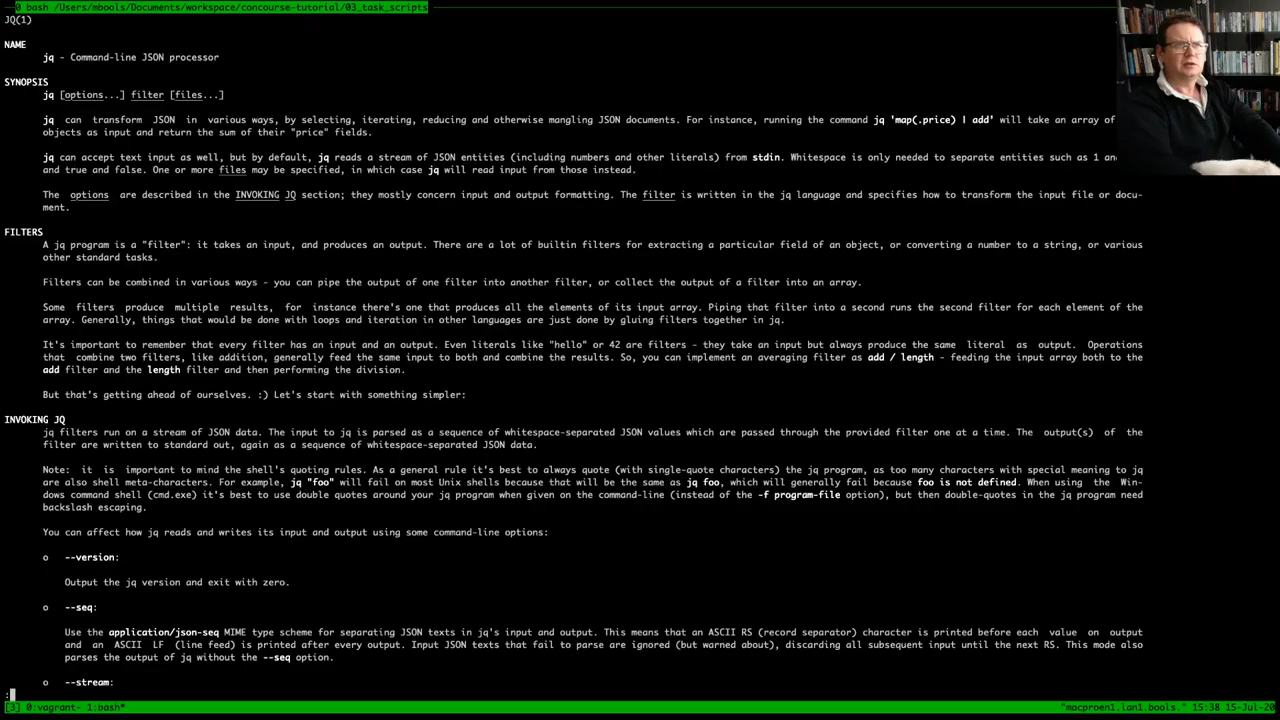 0 bash /Users/mbools/Documents/workspace/concourse-tutorial/03_task_scripts
JQ(1)
NAME
jq - Command-line JSON processor
SYNOPSIS
jq [options...] filter [files...]
jq can transform JSON in various ways, by selecting, iterating, reducing and otherwise mangling JSON documents. For instance, running the command jq 'map(.price) | add' will take an array of
objects as input and return the sum of their "price" fields.
jq can accept text input as well, but by default, jq reads a stream of JSON entities (including numbers and other literals) from stdin. Whitespace is only needed to separate entities such as 1 and
and true and false. One or more files may be specified, in which case jq will read input from those instead.
The options are described in the INVOKING JQ section; they mostly concern input and output formatting. The filter is written in the jq language and specifies how to transform the input file or docu-
ment.
FILTERS
A jq program is a "filter": it takes an input, and produces an output. There are a lot of builtin filters for extracting a particular field of an object, or converting a number to a string, or various
other standard tasks.
Filters can be combined in various ways - you can pipe the output of one filter into another filter, or collect the output of a filter into an array.
Some filters produce multiple results, for instance there's one that produces all the elements of its input array. Piping that filter into a second runs the second filter for each element of the
array. Generally, things that would be done with loops and iteration in other languages are just done by gluing filters together in jq.
It's important to remember that every filter has an input and an output. Even literals like "hello" or 42 are filters - they take an input but always produce the same literal as output. Operations
that combine two filters, like addition, generally feed the same input to both and combine the results. So, you can implement an averaging filter as add / length - feeding the input array both to the
add filter and the length filter and then performing the division.
But that's getting ahead of ourselves. :) Let's start with something simpler:
INVOKING JQ
jq filters run on a stream of JSON data. The input to jq is parsed as a sequence of whitespace-separated JSON values which are passed through the provided filter one at a time. The output(s) of the
filter are written to standard out, again as a sequence of whitespace-separated JSON data.
Note: it is important to mind the shell's quoting rules. As a general rule it's best to always quote (with single-quote characters) the jq program, as too many characters with special meaning to jq
are also shell meta-characters. For example, jq "foo" will fail on most Unix shells because that will be the same as jq foo, which will generally fail because foo is not defined. When using the Win-
dows command shell (cmd.exe) it's best to use double quotes around your jq program when given on the command-line (instead of the -f program-file option), but then double-quotes in the jq program need
backslash escaping.
You can affect how jq reads and writes its input and output using some command-line options:
o --version:
Output the jq version and exit with zero.
o --seq:
Use the application/json-seq MIME type scheme for separating JSON texts in jq's input and output. This means that an ASCII RS (record separator) character is printed before each value on output
and an ASCII LF (line feed) is printed after every output. Input JSON texts that fail to parse are ignored (but warned about), discarding all subsequent input until the next RS. This mode also
parses the output of jq without the --seq option.
o --stream:
:
[3] 0:vagrant- 1:bash* "macproen1.lan1.bools." 15:38 15-Jul-20